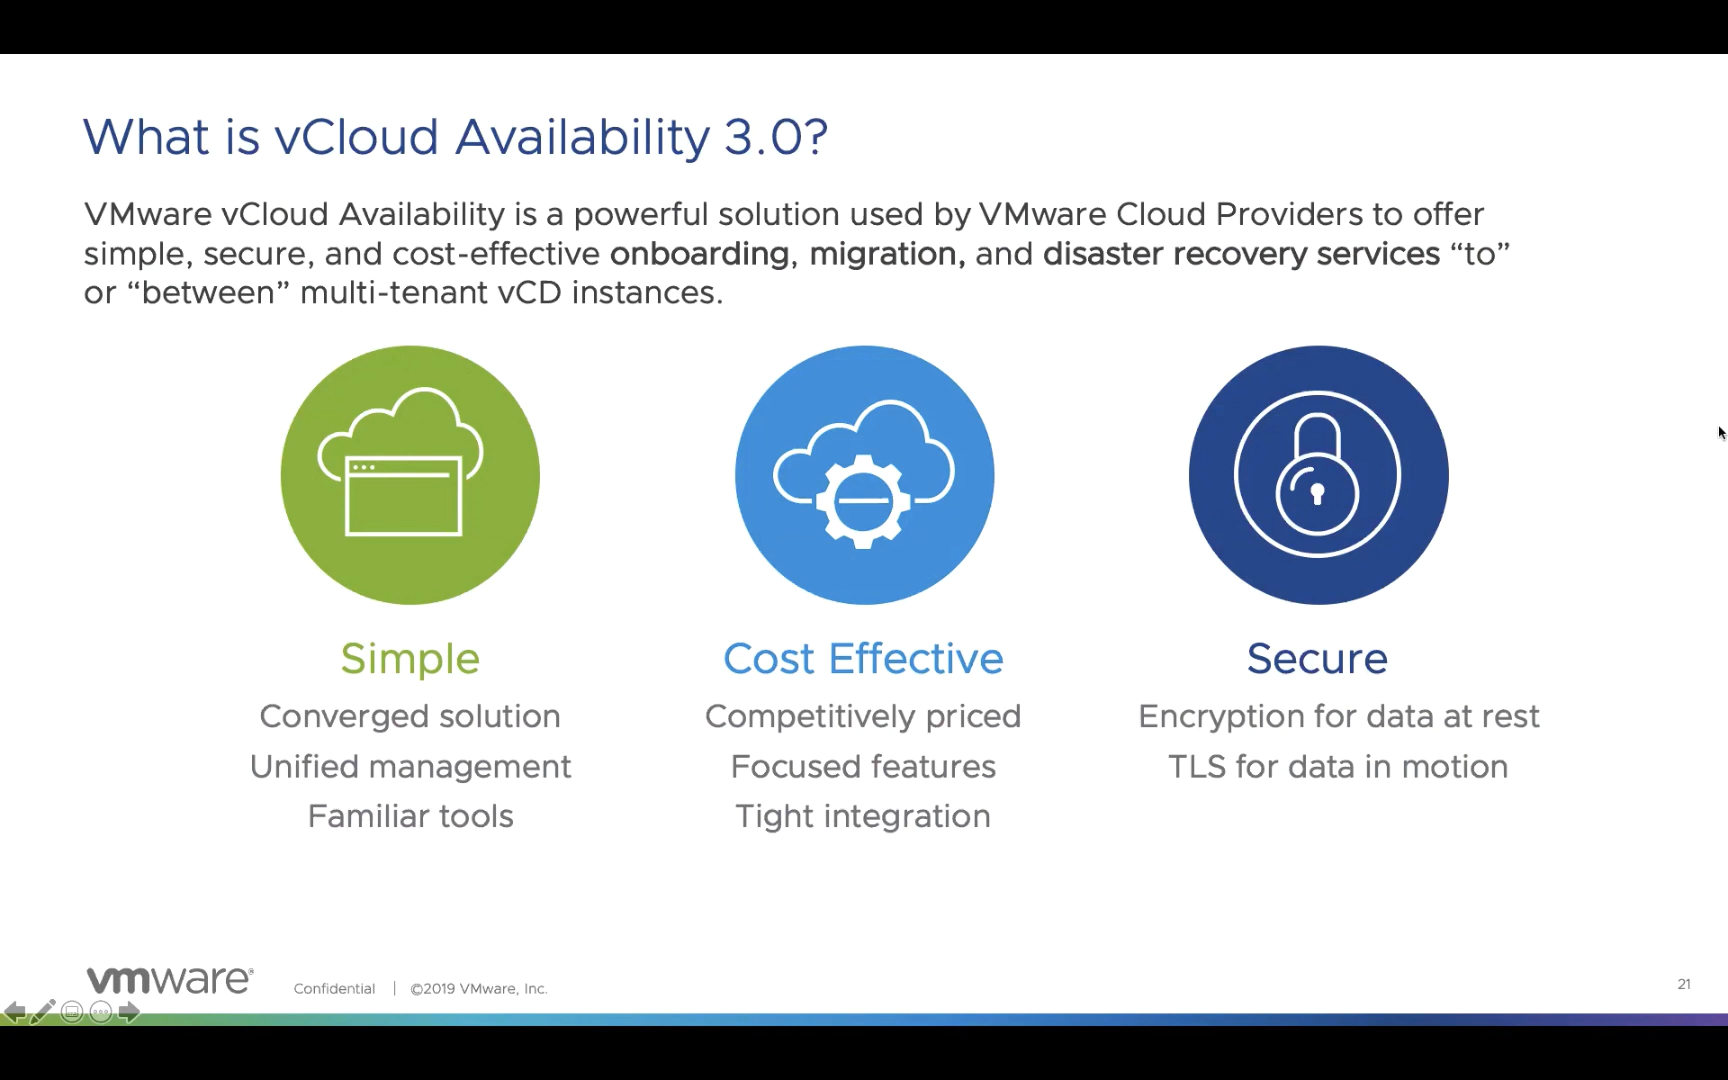 What is vCloud Availability 3.0?
VMware vCloud Availability is a powerful solution used by VMware Cloud Providers to offer
simple, secure, and cost-effective onboarding, migration, and disaster recovery services “to”
or “between” multi-tenant vCD instances.
Simple
Converged solution
Unified management
Familiar tools
Cost Effective
Competitively priced
Focused features
Tight integration
Secure
Encryption for data at rest
TLS for data in motion
vmware®
Confidential | ©2019 VMware, Inc.
21